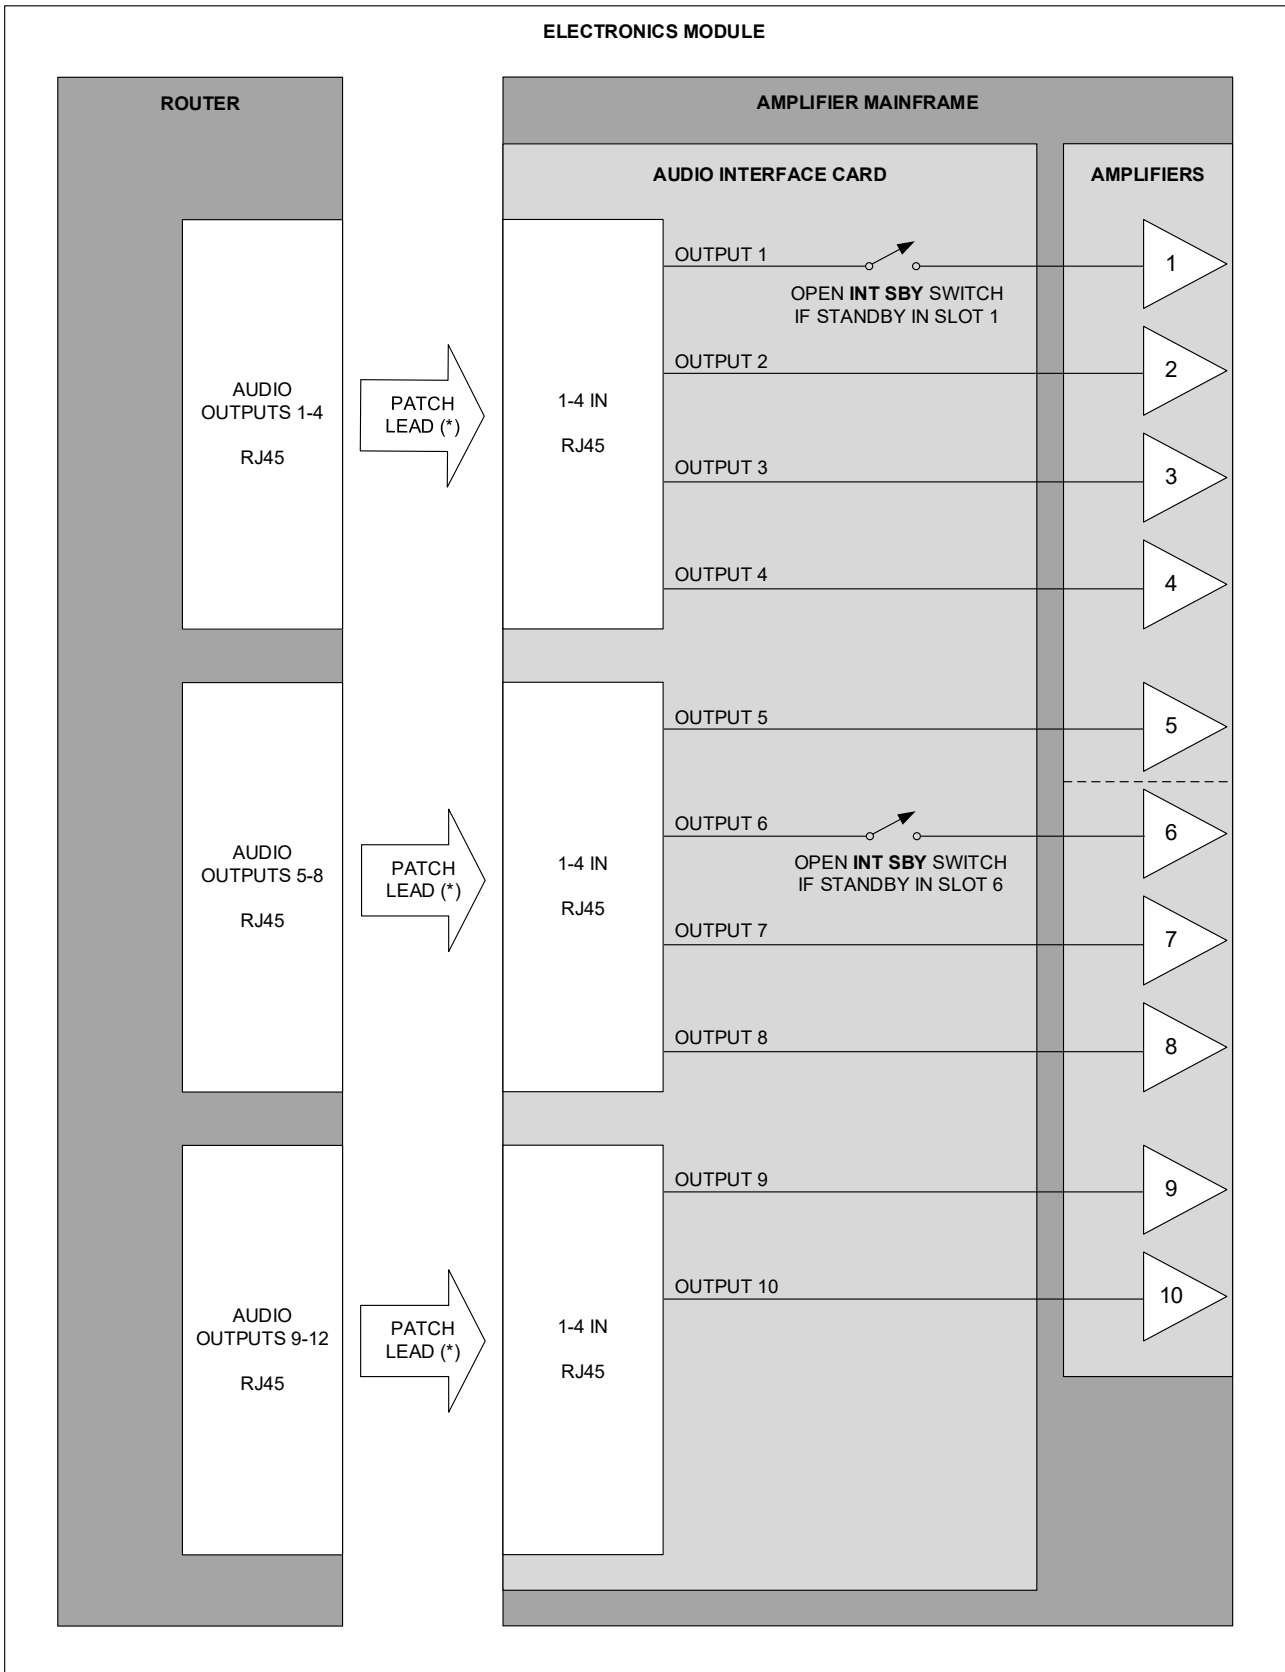 ELECTRONICS MODULE
ROUTER
AMPLIFIER MAINFRAME
AUDIO INTERFACE CARD
AMPLIFIERS
AUDIO
OUTPUTS 1-4
RJ45
PATCH
LEAD (*)
1-4 IN
RJ45
OUTPUT 1
OPEN INT SBY SWITCH
IF STANDBY IN SLOT 1
1
OUTPUT 2
2
OUTPUT 3
3
OUTPUT 4
4
AUDIO
OUTPUTS 5-8
RJ45
PATCH
LEAD (*)
1-4 IN
RJ45
OUTPUT 5
5
OUTPUT 6
OPEN INT SBY SWITCH
IF STANDBY IN SLOT 6
6
OUTPUT 7
7
OUTPUT 8
8
AUDIO
OUTPUTS 9-12
RJ45
PATCH
LEAD (*)
1-4 IN
RJ45
OUTPUT 9
9
OUTPUT 10
10